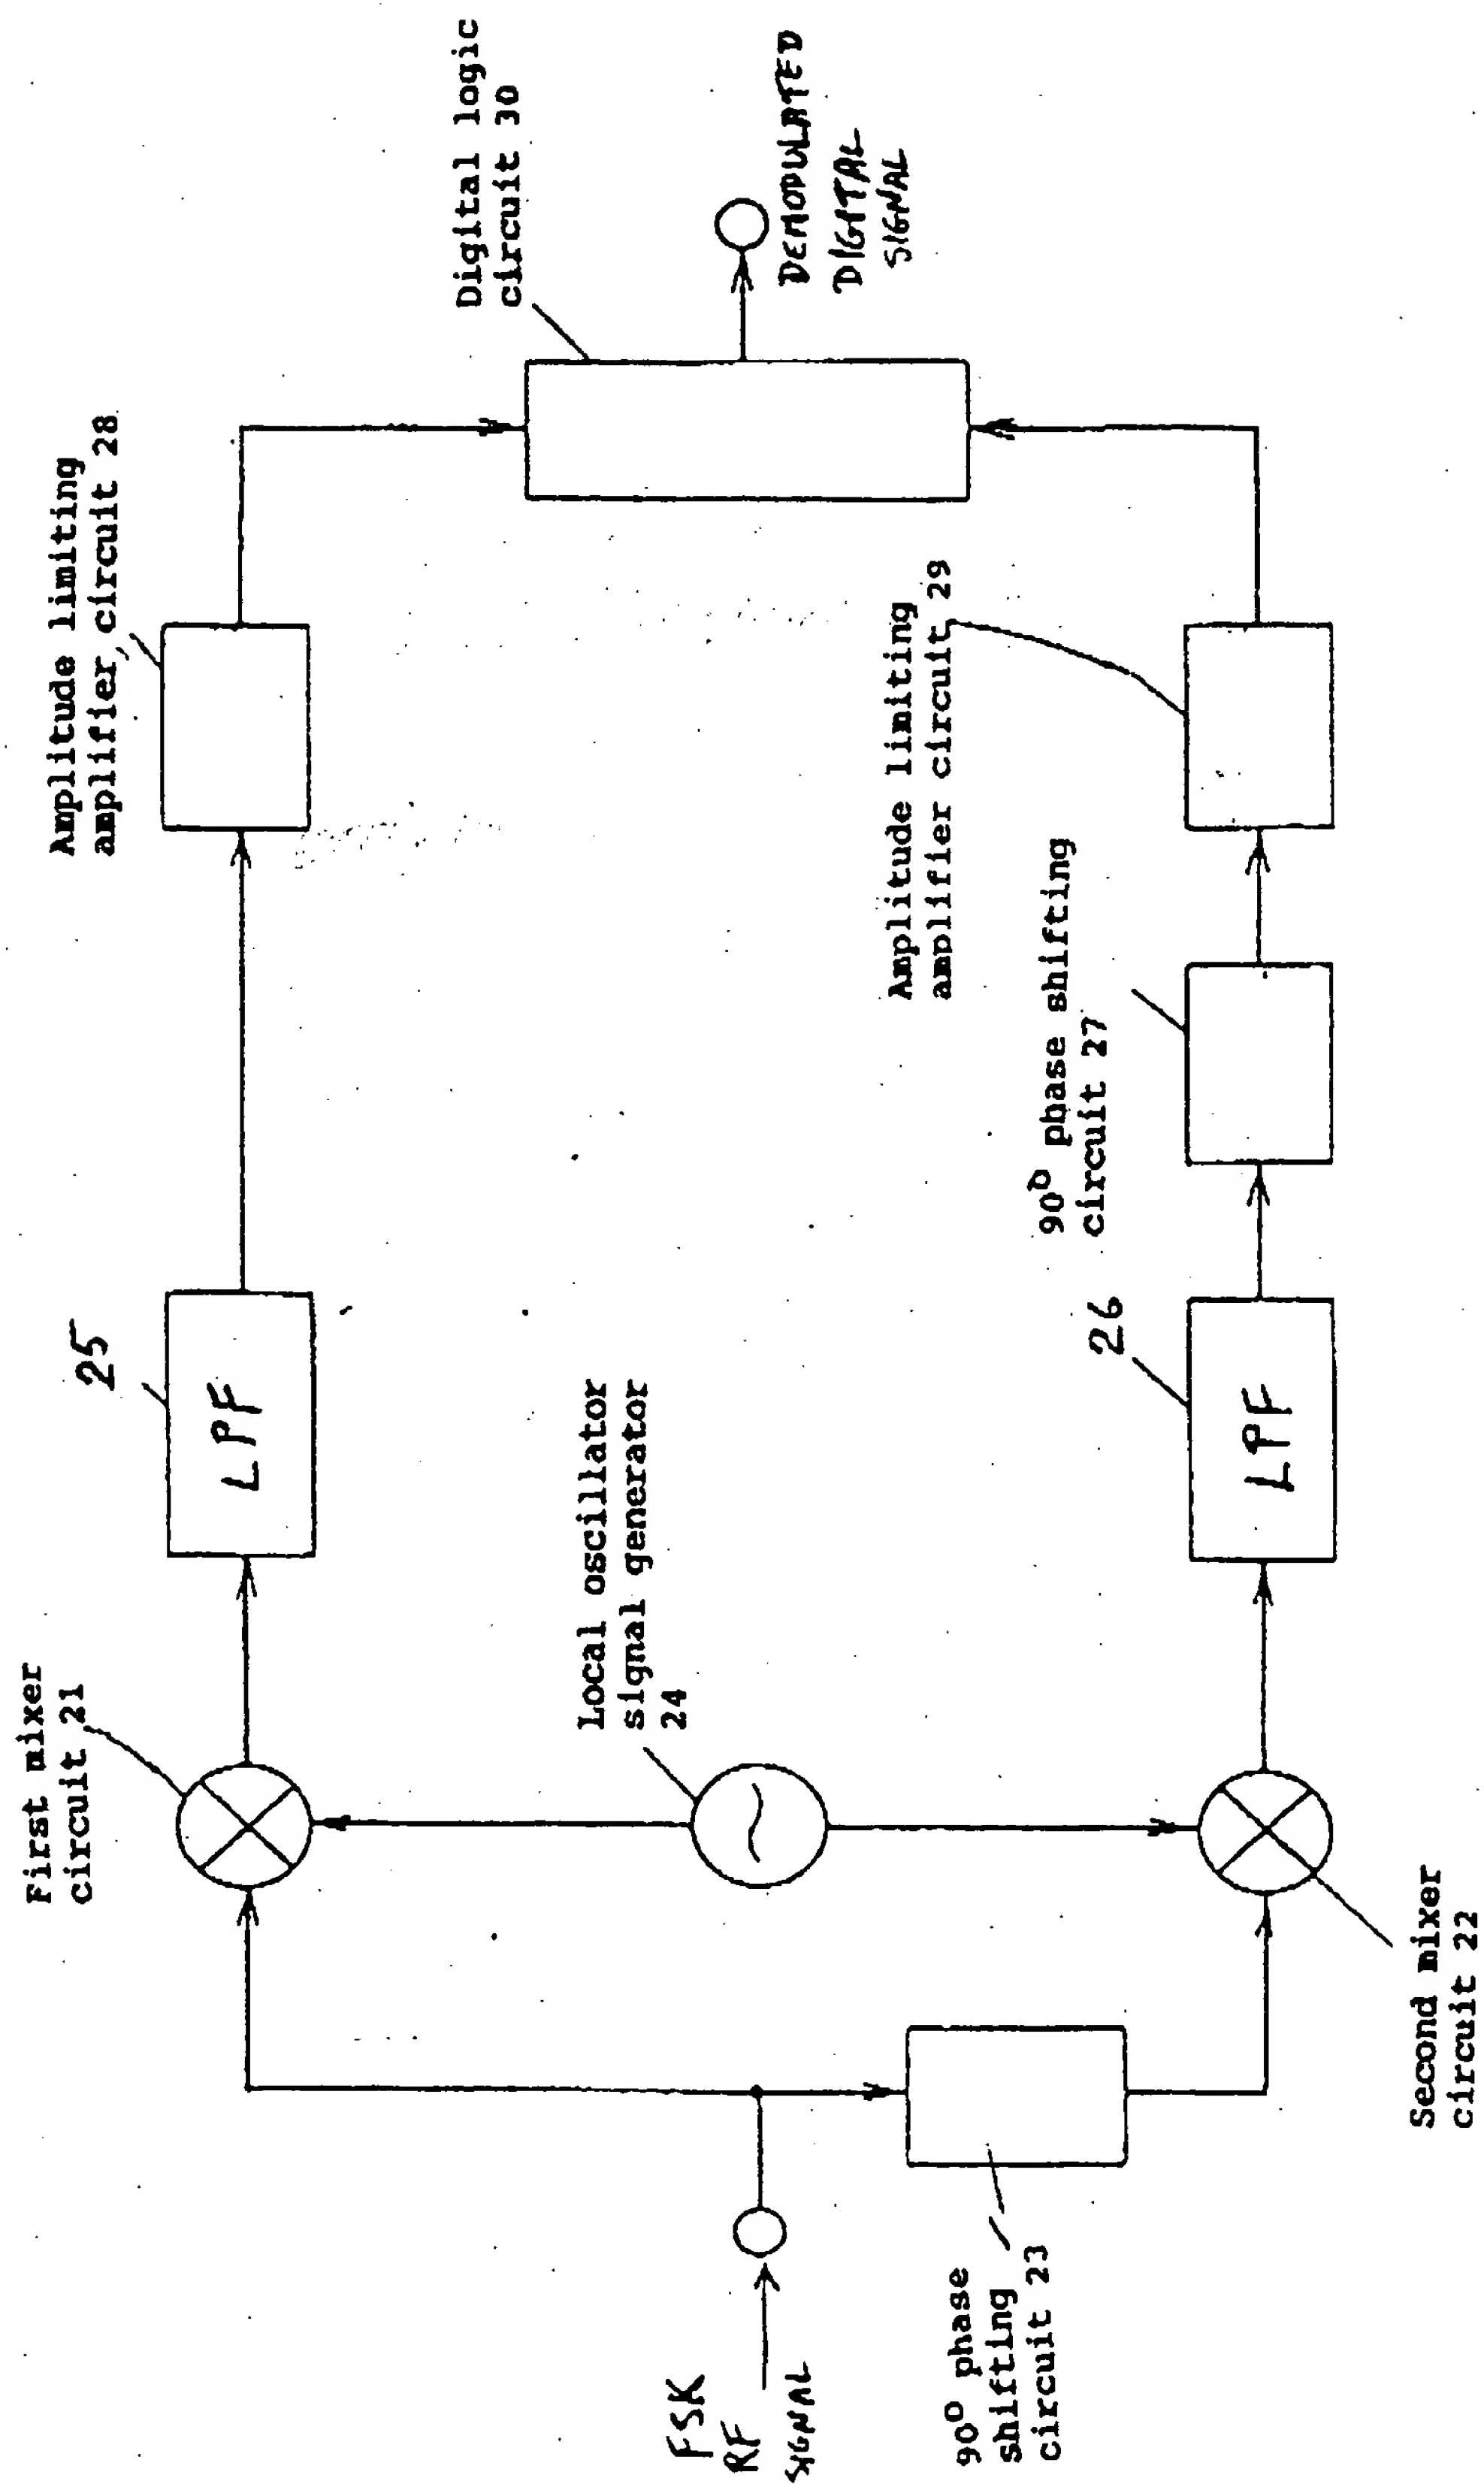 FSK
RF
SIGNAL
90° phase
shifting
circuit 23
First mixer
circuit 21
Second mixer
circuit 22
Local oscillator
signal generator
24
25
LPF
26
LPF
90° phase shifting
circuit 27
Amplitude limiting
amplifier circuit 28
Amplitude limiting
amplifier circuit 29
Digital logic
circuit 30
DEMODULATED
DIGITAL
SIGNAL